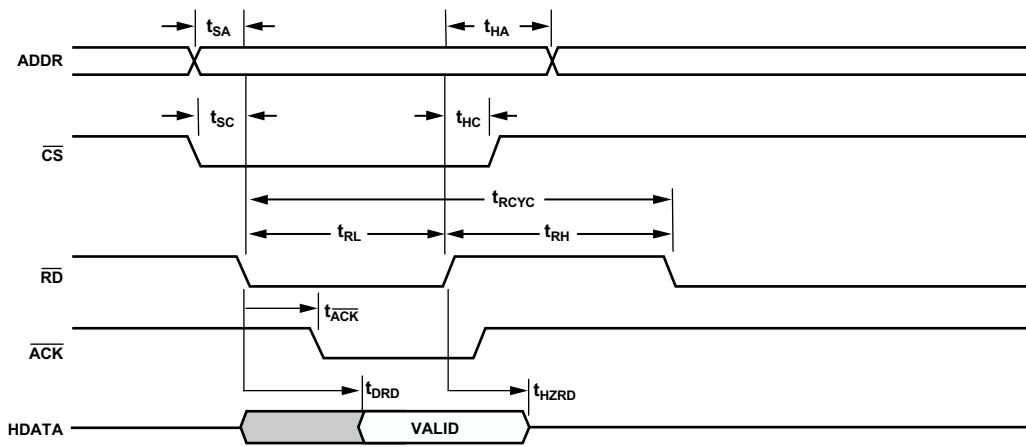 tSA
tHA
ADDR
tSC
tHC
CS
tRCYC
tRL
tRH
RD
tACK
ACK
tDRD
tHZRD
HDATA
VALID